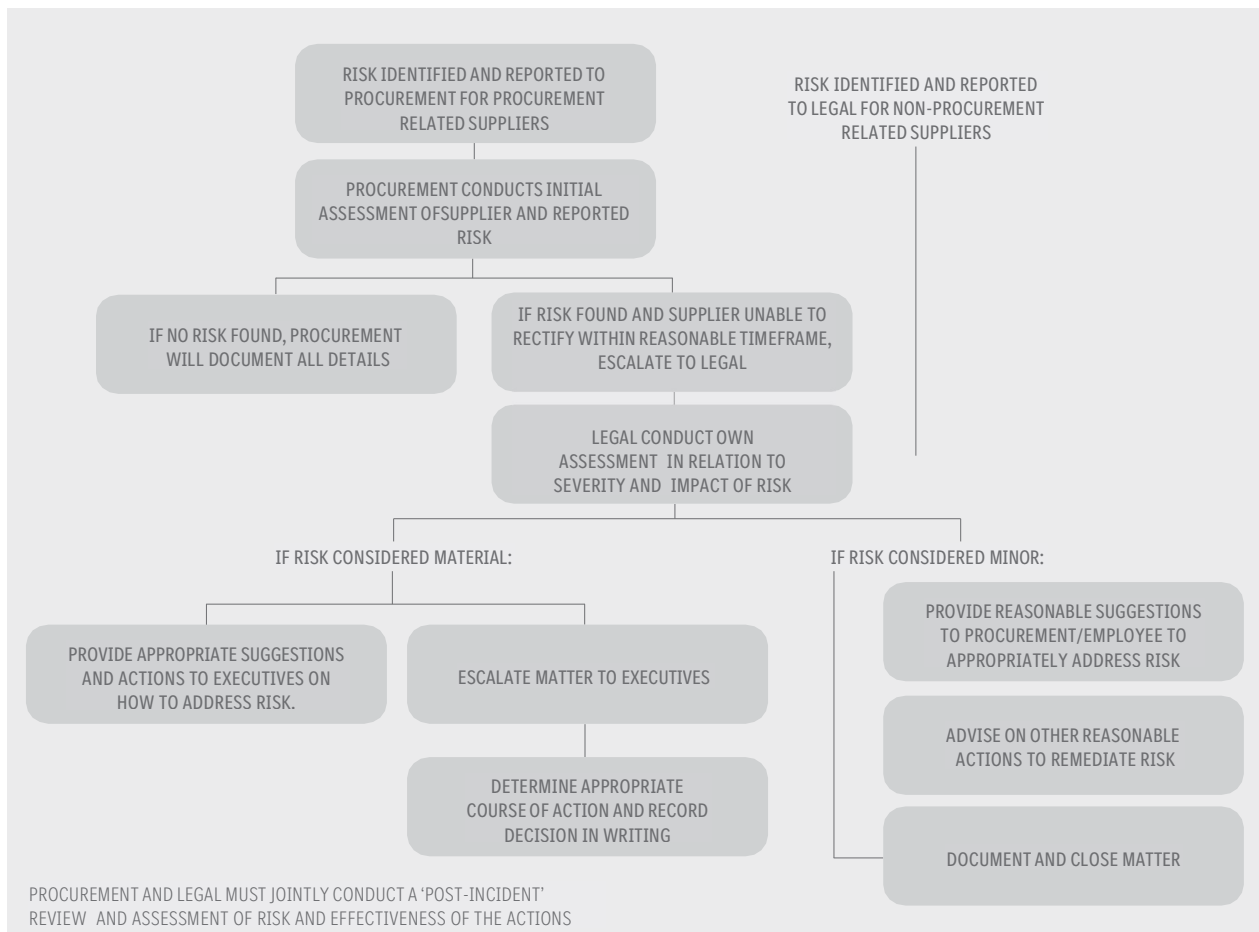 RISK IDENTIFIED AND REPORTED TO
PROCUREMENT FOR PROCUREMENT
RELATED SUPPLIERS
RISK IDENTIFIED AND REPORTED
TO LEGAL FOR NON-PROCUREMENT
RELATED SUPPLIERS
PROCUREMENT CONDUCTS INITIAL
ASSESSMENT OFSUPPLIER AND REPORTED
RISK
IF NO RISK FOUND, PROCUREMENT
WILL DOCUMENT ALL DETAILS
IF RISK FOUND AND SUPPLIER UNABLE TO
RECTIFY WITHIN REASONABLE TIMEFRAME,
ESCALATE TO LEGAL
LEGAL CONDUCT OWN
ASSESSMENT IN RELATION TO
SEVERITY AND IMPACT OF RISK
IF RISK CONSIDERED MATERIAL:
IF RISK CONSIDERED MINOR:
PROVIDE APPROPRIATE SUGGESTIONS
AND ACTIONS TO EXECUTIVES ON
HOW TO ADDRESS RISK.
ESCALATE MATTER TO EXECUTIVES
DETERMINE APPROPRIATE
COURSE OF ACTION AND RECORD
DECISION IN WRITING
PROVIDE REASONABLE SUGGESTIONS
TO PROCUREMENT/EMPLOYEE TO
APPROPRIATELY ADDRESS RISK
ADVISE ON OTHER REASONABLE
ACTIONS TO REMEDIATE RISK
DOCUMENT AND CLOSE MATTER
PROCUREMENT AND LEGAL MUST JOINTLY CONDUCT A ‘POST-INCIDENT’
REVIEW AND ASSESSMENT OF RISK AND EFFECTIVENESS OF THE ACTIONS